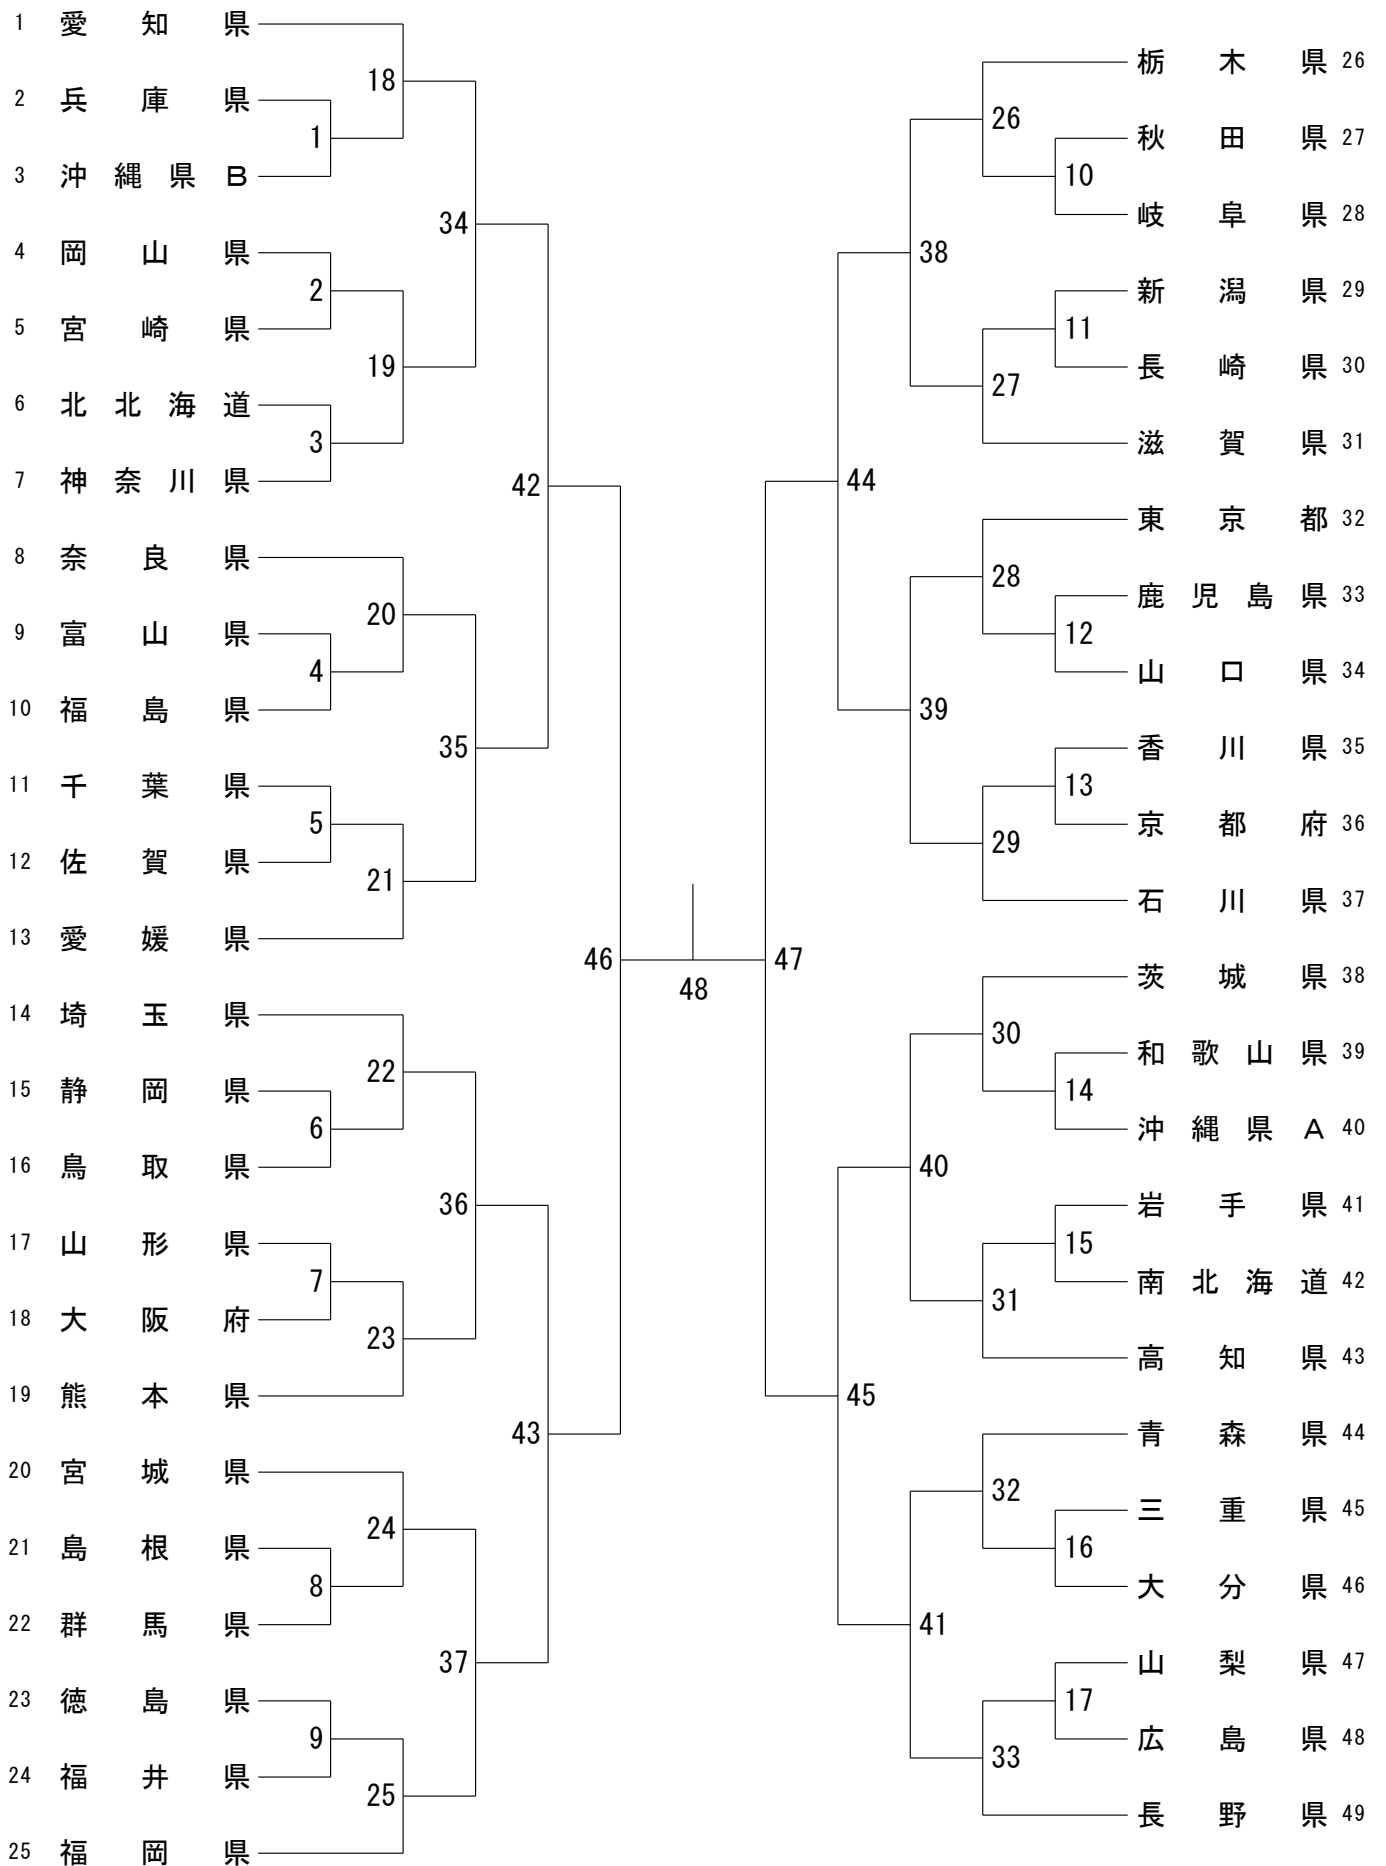 1 愛知県
2 兵庫県
3 沖縄県B
4 岡山県
5 宮崎県
6 北北海道
7 神奈川県
8 奈良県
9 富山県
10 福島県
11 千葉県
12 佐賀県
13 愛媛県
14 埼玉県
15 静岡県
16 鳥取県
17 山形県
18 大阪府
19 熊本県
20 宮城県
21 島根県
22 群馬県
23 徳島県
24 福井県
25 福岡県
1
2
3
4
5
6
7
8
9
18
19
20
21
22
23
24
25
34
35
36
37
42
43
46
48
47
44
45
38
39
40
41
26
27
28
29
30
31
32
33
10
11
12
13
14
15
16
17
栃木県 26
秋田県 27
岐阜県 28
新潟県 29
長崎県 30
滋賀県 31
東京都 32
鹿児島県 33
山口県 34
香川県 35
京都府 36
石川県 37
茨城県 38
和歌山県 39
沖縄県A 40
岩手県 41
南北海道 42
高知県 43
青森県 44
三重県 45
大分県 46
山梨県 47
広島県 48
長野県 49